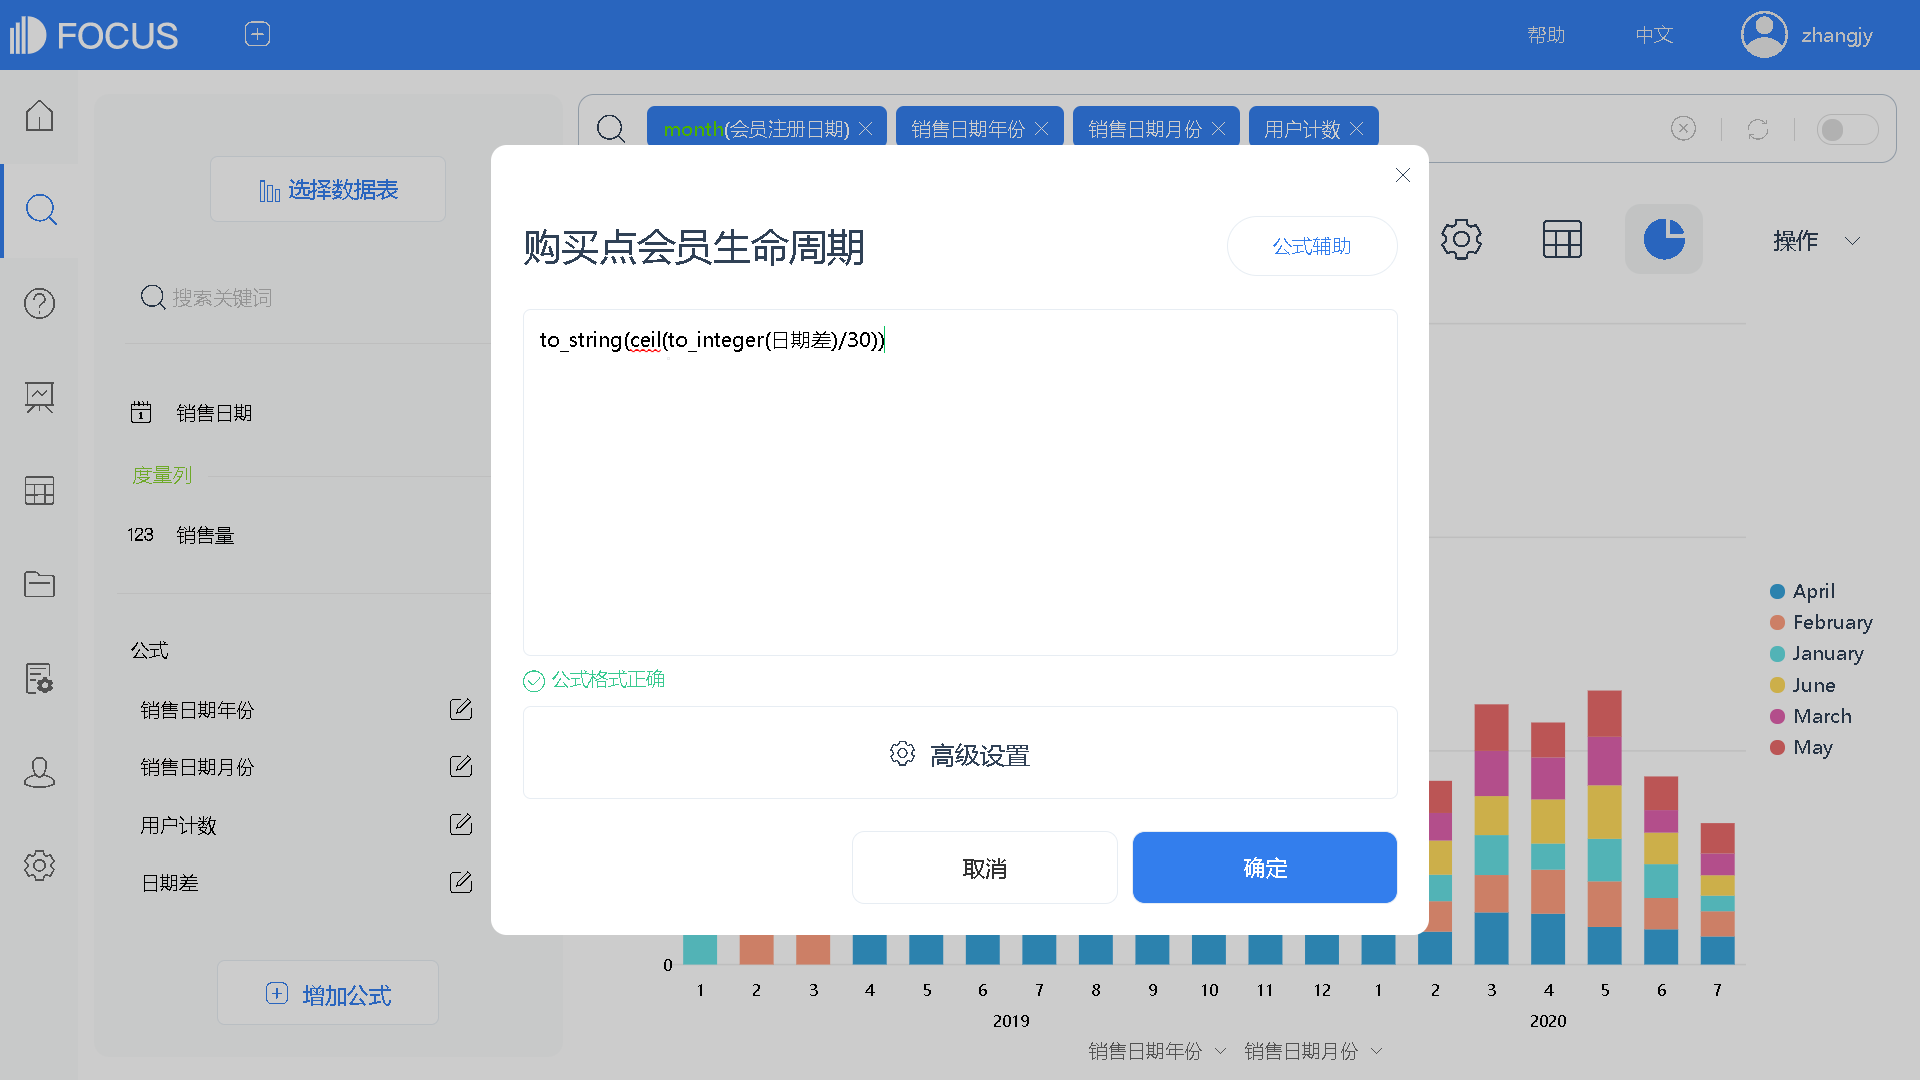 FOCUS
帮助
中文
zhangjy
选择数据表
month(会员注册日期)
销售日期年份
销售日期月份
用户计数
购买点会员生命周期
公式辅助
操作
搜索关键词
to_string(ceil(to_integer(日期差)/30))
1 销售日期
度量列
123 销售量
公式
公式格式正确
销售日期年份
销售日期月份
高级设置
用户计数
日期差
取消
确定
增加公式
April
February
January
June
March
May
0
1 2 3 4 5 6 7 8 9 10 11 12 1 2 3 4 5 6 7
2019 2020
销售日期年份 销售日期月份